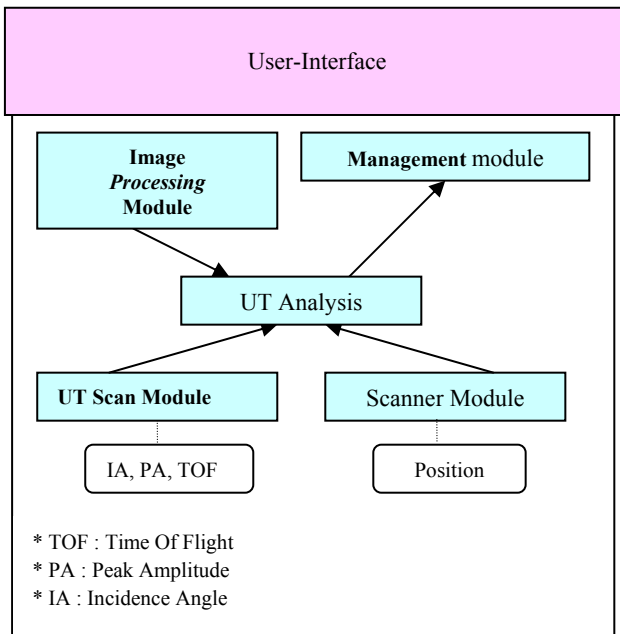 User-Interface
Image
Processing
Module
Management module
UT Analysis
UT Scan Module
Scanner Module
IA, PA, TOF
Position
* TOF : Time Of Flight
* PA : Peak Amplitude
* IA : Incidence Angle